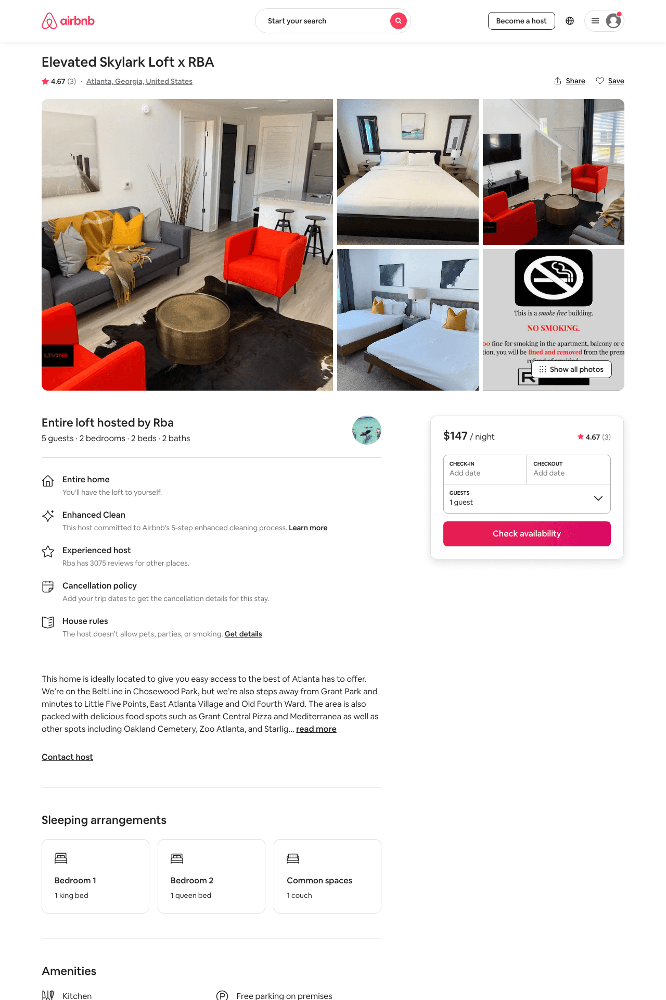 airbnb
Start your search
Become a host
Elevated Skylark Loft x RBA
4.67 (3) · Atlanta, Georgia, United States
Share
Save
LIVING
LIVING
This is a smoke free building.
NO SMOKING.
00 fine for smoking in the apartment, balcony or c
tion, you will be fined and removed from the prem
Show all photos
R
Entire loft hosted by Rba
5 guests · 2 bedrooms · 2 beds · 2 baths
$147 / night
4.67 (3)
CHECK-IN
Add date
CHECKOUT
Add date
GUESTS
1 guest
Check availability
Entire home
You’ll have the loft to yourself.
Enhanced Clean
This host committed to Airbnb's 5-step enhanced cleaning process. Learn more
Experienced host
Rba has 3075 reviews for other places.
Cancellation policy
Add your trip dates to get the cancellation details for this stay.
House rules
The host doesn’t allow pets, parties, or smoking. Get details
This home is ideally located to give you easy access to the best of Atlanta has to offer.
We’re on the BeltLine in Chosewood Park, but we’re also steps away from Grant Park and
minutes to Little Five Points, East Atlanta Village and Old Fourth Ward. The area is also
packed with delicious food spots such as Grant Central Pizza and Mediterranea as well as
other spots including Oakland Cemetery, Zoo Atlanta, and Starlig... read more
Contact host
Sleeping arrangements
Bedroom 1
1 king bed
Bedroom 2
1 queen bed
Common spaces
1 couch
Amenities
Kitchen
Free parking on premises